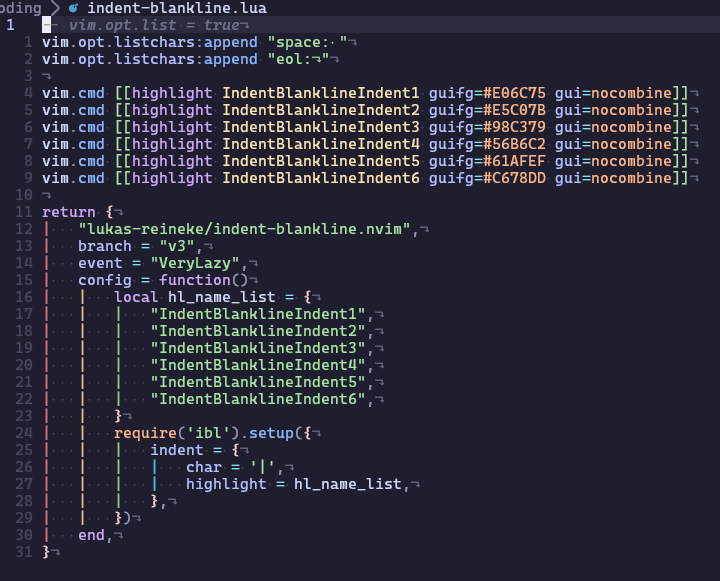 oding > indent-blankline.lua
1 -- vim.opt.list = true¬
1 vim.opt.listchars:append "space:·"¬
2 vim.opt.listchars:append "eol:¬"¬
3 ¬
4 vim.cmd [[highlight IndentBlanklineIndent1 guifg=#E06C75 gui=nocombine]]¬
5 vim.cmd [[highlight IndentBlanklineIndent2 guifg=#E5C07B gui=nocombine]]¬
6 vim.cmd [[highlight IndentBlanklineIndent3 guifg=#98C379 gui=nocombine]]¬
7 vim.cmd [[highlight IndentBlanklineIndent4 guifg=#56B6C2 gui=nocombine]]¬
8 vim.cmd [[highlight IndentBlanklineIndent5 guifg=#61AFEF gui=nocombine]]¬
9 vim.cmd [[highlight IndentBlanklineIndent6 guifg=#C678DD gui=nocombine]]¬
10 ¬
11 return {¬
12 | "lukas-reineke/indent-blankline.nvim",¬
13 | branch = "v3",¬
14 | event = "VeryLazy",¬
15 | config = function()¬
16 | | local hl_name_list = {¬
17 | | | "IndentBlanklineIndent1",¬
18 | | | "IndentBlanklineIndent2",¬
19 | | | "IndentBlanklineIndent3",¬
20 | | | "IndentBlanklineIndent4",¬
21 | | | "IndentBlanklineIndent5",¬
22 | | | "IndentBlanklineIndent6",¬
23 | | }¬
24 | | require('ibl').setup({¬
25 | | | indent = {¬
26 | | | | char = '|',¬
27 | | | | highlight = hl_name_list,¬
28 | | | },¬
29 | | })¬
30 | end,¬
31 }¬